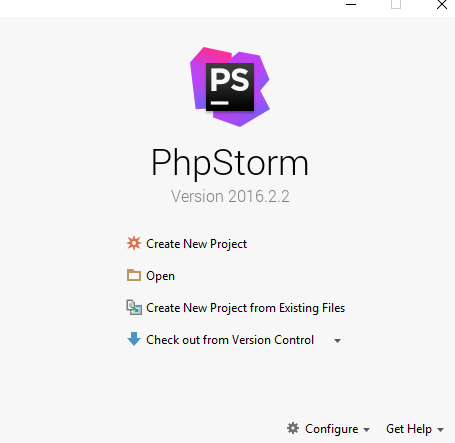 PS
PhpStorm
Version 2016.2.2
Create New Project
Open
Create New Project from Existing Files
Check out from Version Control
Configure Get Help